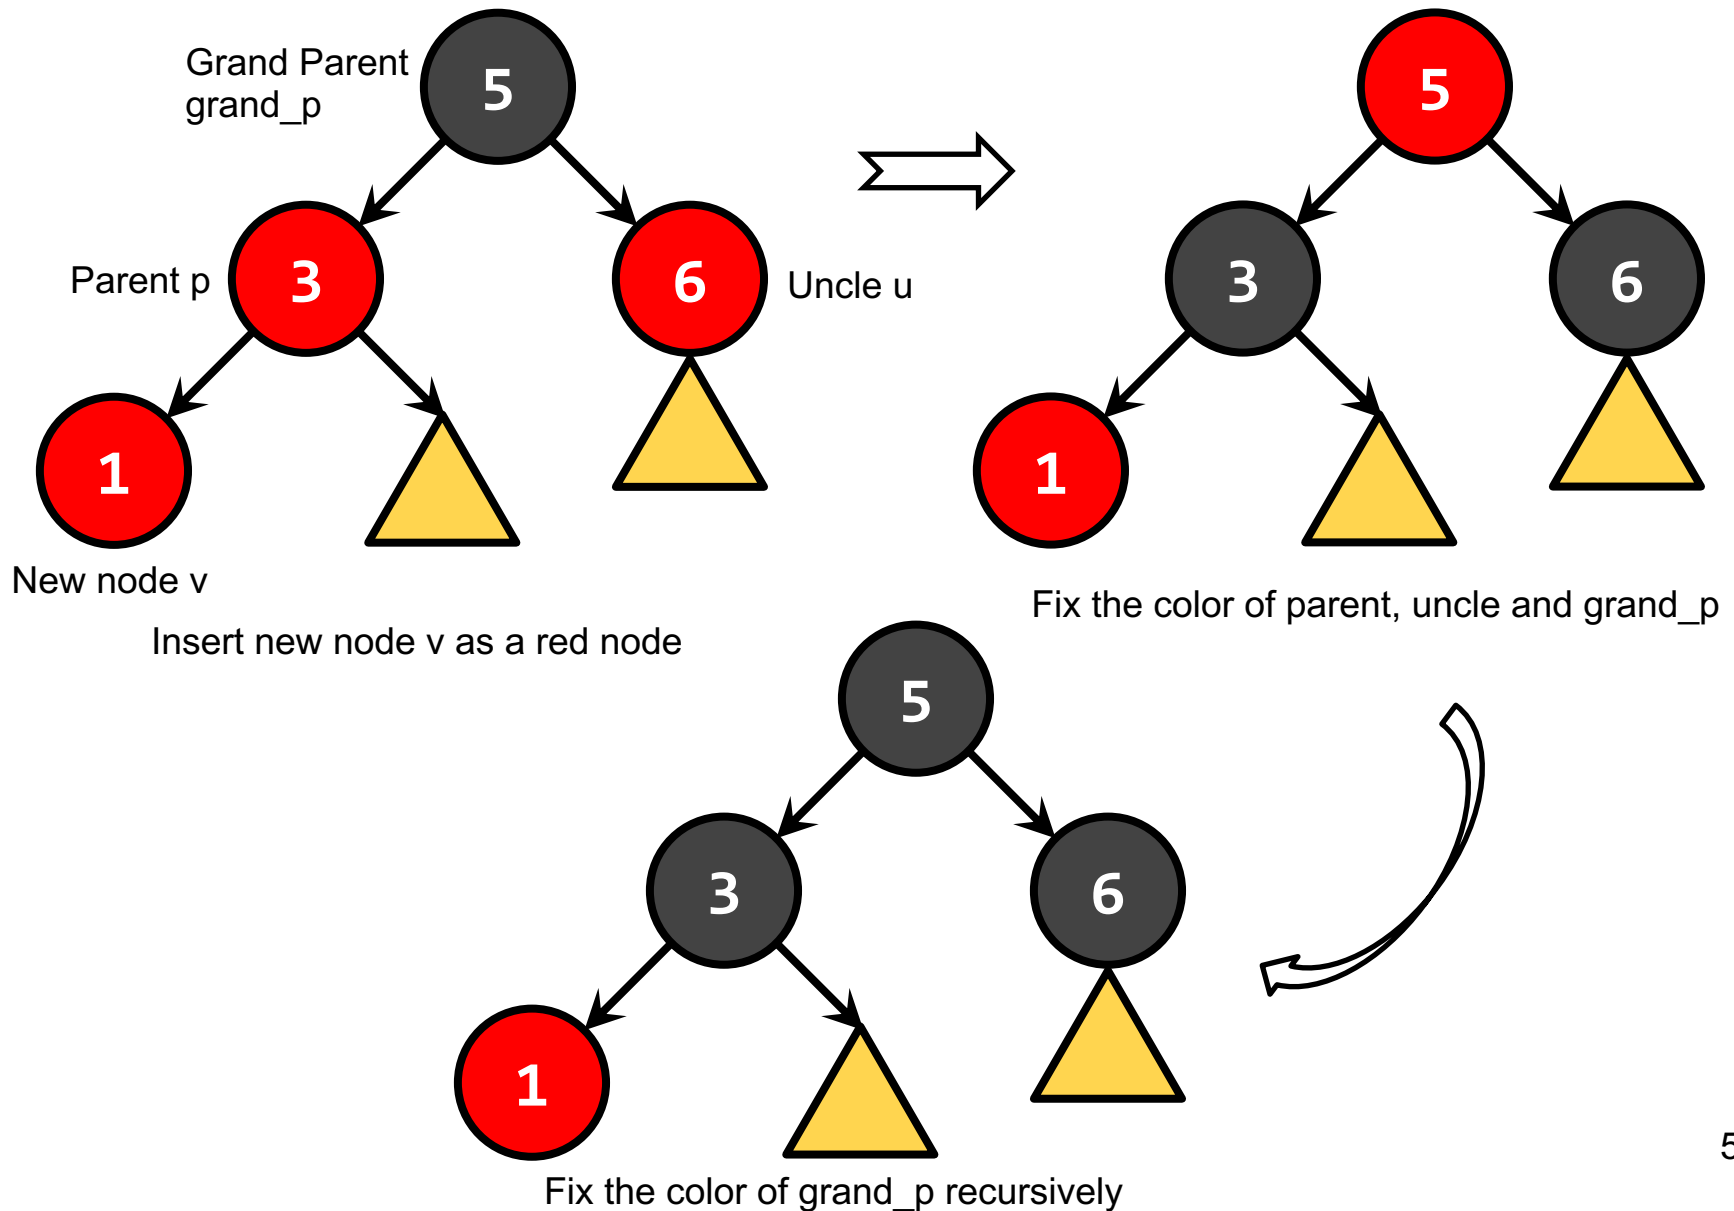 Grand Parent
grand_p
5
5
Parent p
3
6
Uncle u
3
6
1
1
New node v
Insert new node v as a red node
Fix the color of parent, uncle and grand_p
5
3
6
1
5
Fix the color of grand_p recursively